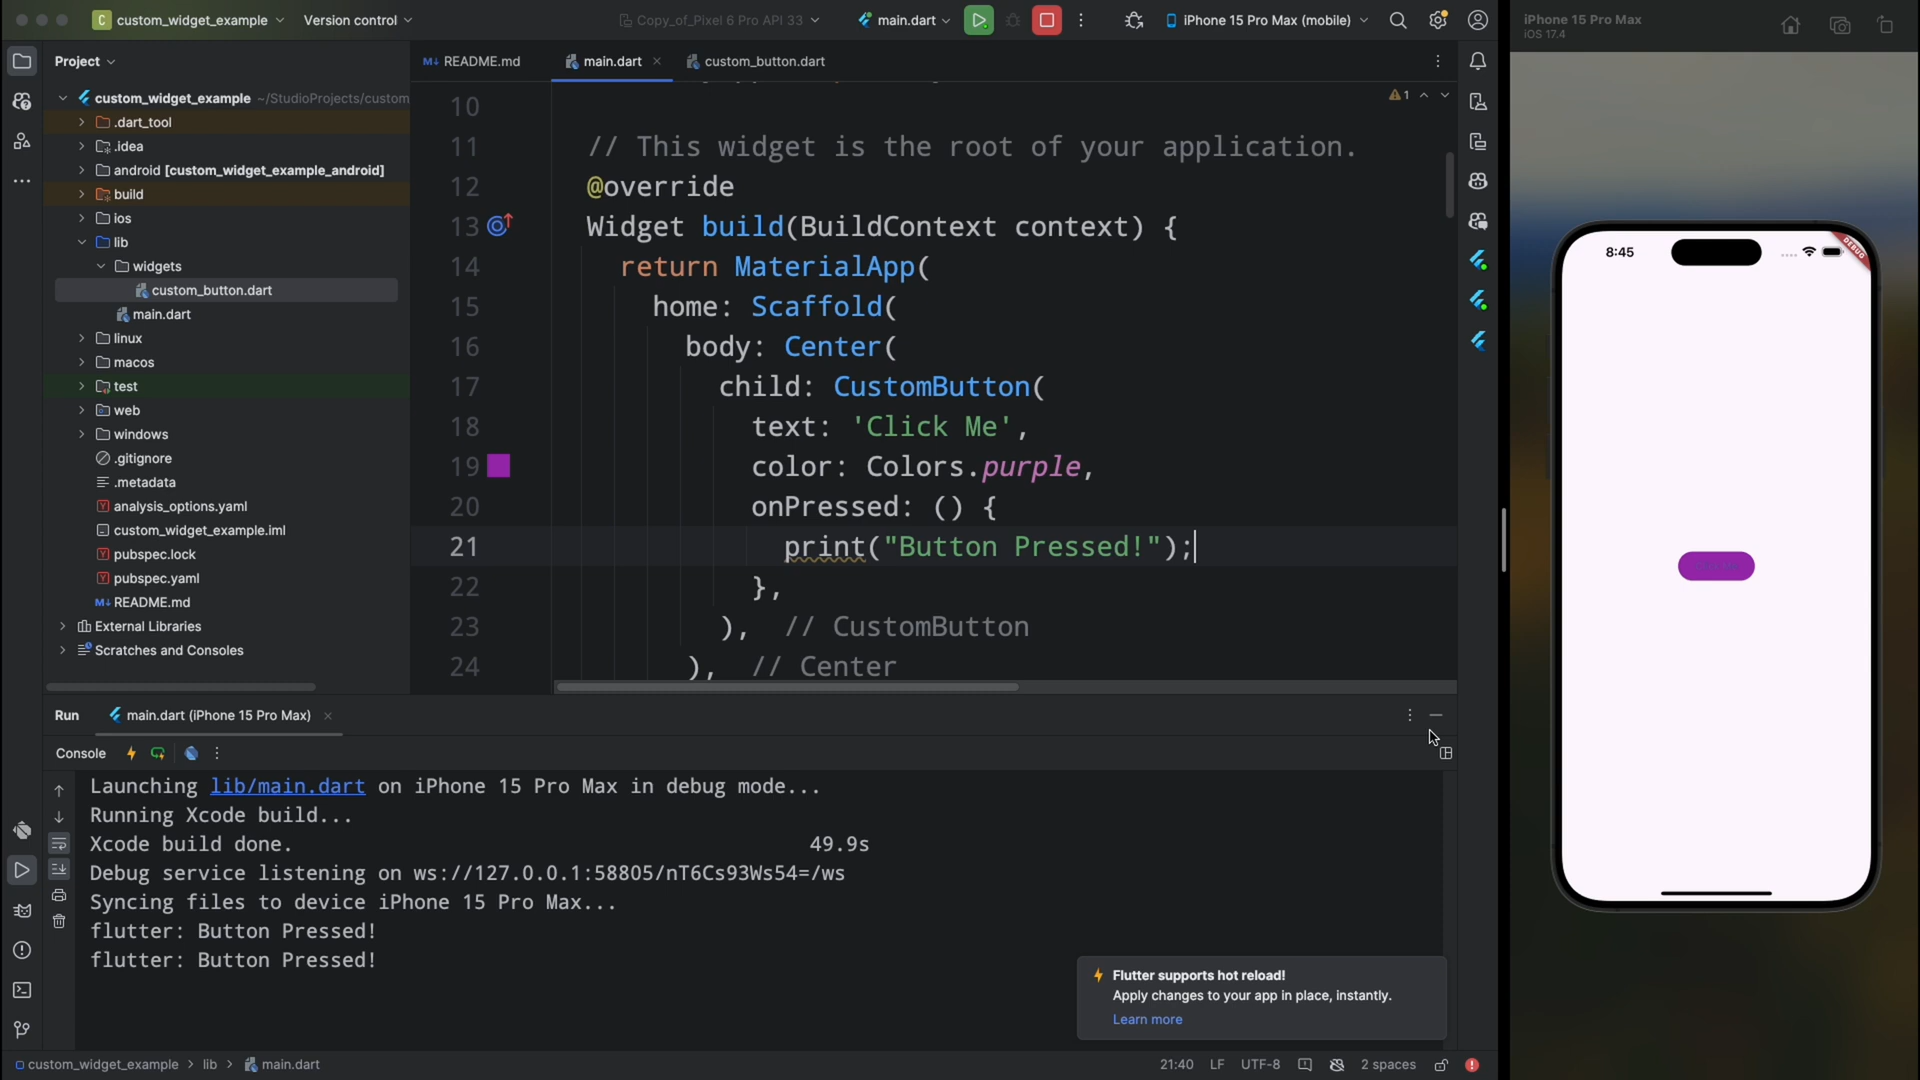 C custom_widget_example
Version control
Copy_of_Pixel 6 Pro API 33
main.dart
iPhone 15 Pro Max (mobile)
iPhone 15 Pro Max
iOS 17.4
Project
M↓ README.md
main.dart
custom_button.dart
custom_widget_example ~/StudioProjects/custom
.dart_tool
.idea
android [custom_widget_example_android]
build
ios
lib
widgets
custom_button.dart
main.dart
linux
macos
test
web
windows
.gitignore
.metadata
analysis_options.yaml
custom_widget_example.iml
pubspec.lock
pubspec.yaml
M↓ README.md
External Libraries
Scratches and Consoles
1
10
11 // This widget is the root of your application.
12 @override
13 Widget build(BuildContext context) {
14 return MaterialApp(
15 home: Scaffold(
16 body: Center(
17 child: CustomButton(
18 text: 'Click Me',
19 color: Colors.purple,
20 onPressed: () {
21 print("Button Pressed!");
22 },
23 ), // CustomButton
24 ), // Center
8:45
DEBUG
Run
main.dart (iPhone 15 Pro Max)
Console
Launching lib/main.dart on iPhone 15 Pro Max in debug mode...
Running Xcode build...
Xcode build done. 49.9s
Debug service listening on ws://127.0.0.1:58805/nT6Cs93Ws54=/ws
Syncing files to device iPhone 15 Pro Max...
flutter: Button Pressed!
flutter: Button Pressed!
Flutter supports hot reload!
Apply changes to your app in place, instantly.
Learn more
custom_widget_example > lib > main.dart
21:40 LF UTF-8 2 spaces